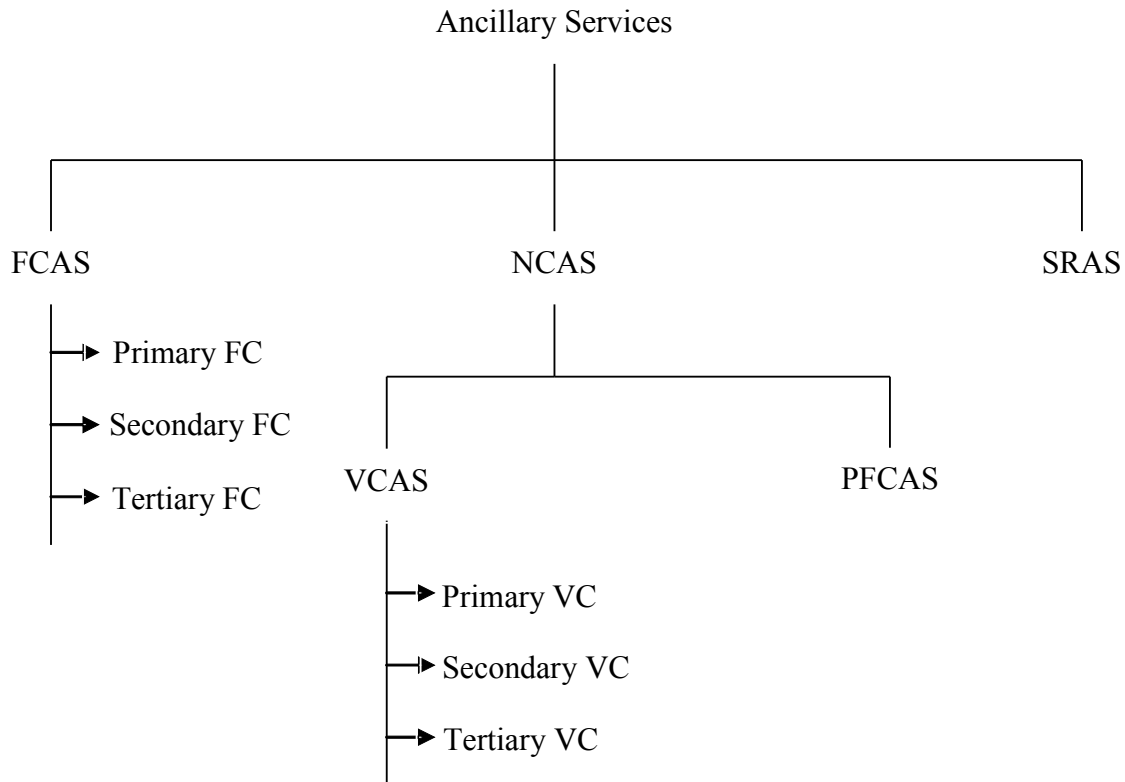 Ancillary Services
FCAS
NCAS
SRAS
Primary FC
Secondary FC
Tertiary FC
VCAS
PFCAS
Primary VC
Secondary VC
Tertiary VC